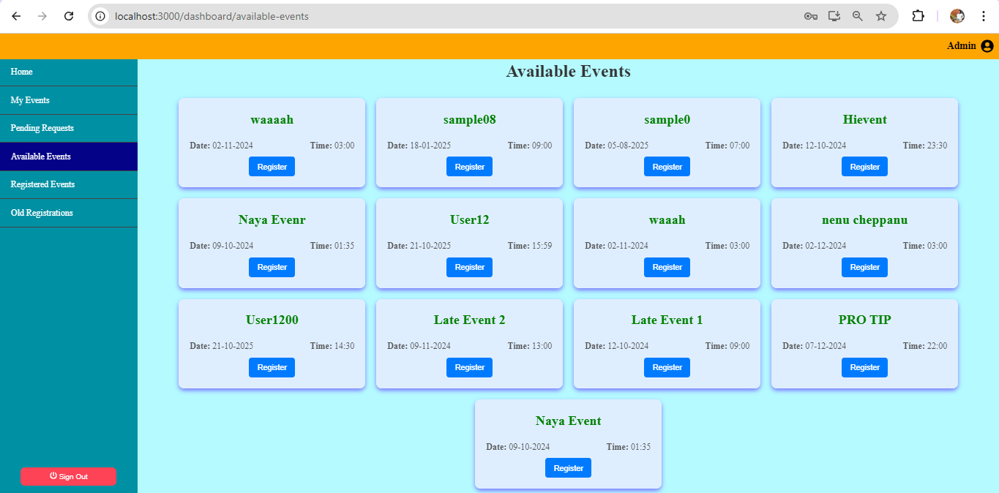 localhost:3000/dashboard/available-events
Admin
Home
My Events
Pending Requests
Available Events
Registered Events
Old Registrations
Sign Out
Available Events
waaaah
Date: 02-11-2024 Time: 03:00
Register
sample08
Date: 18-01-2025 Time: 09:00
Register
sample0
Date: 05-08-2025 Time: 07:00
Register
Hievent
Date: 12-10-2024 Time: 23:30
Register
Naya Evenr
Date: 09-10-2024 Time: 01:35
Register
User12
Date: 21-10-2025 Time: 15:59
Register
waaah
Date: 02-11-2024 Time: 03:00
Register
nenu cheppanu
Date: 02-12-2024 Time: 03:00
Register
User1200
Date: 21-10-2025 Time: 14:30
Register
Late Event 2
Date: 09-11-2024 Time: 13:00
Register
Late Event 1
Date: 12-10-2024 Time: 09:00
Register
PRO TIP
Date: 07-12-2024 Time: 22:00
Register
Naya Event
Date: 09-10-2024 Time: 01:35
Register